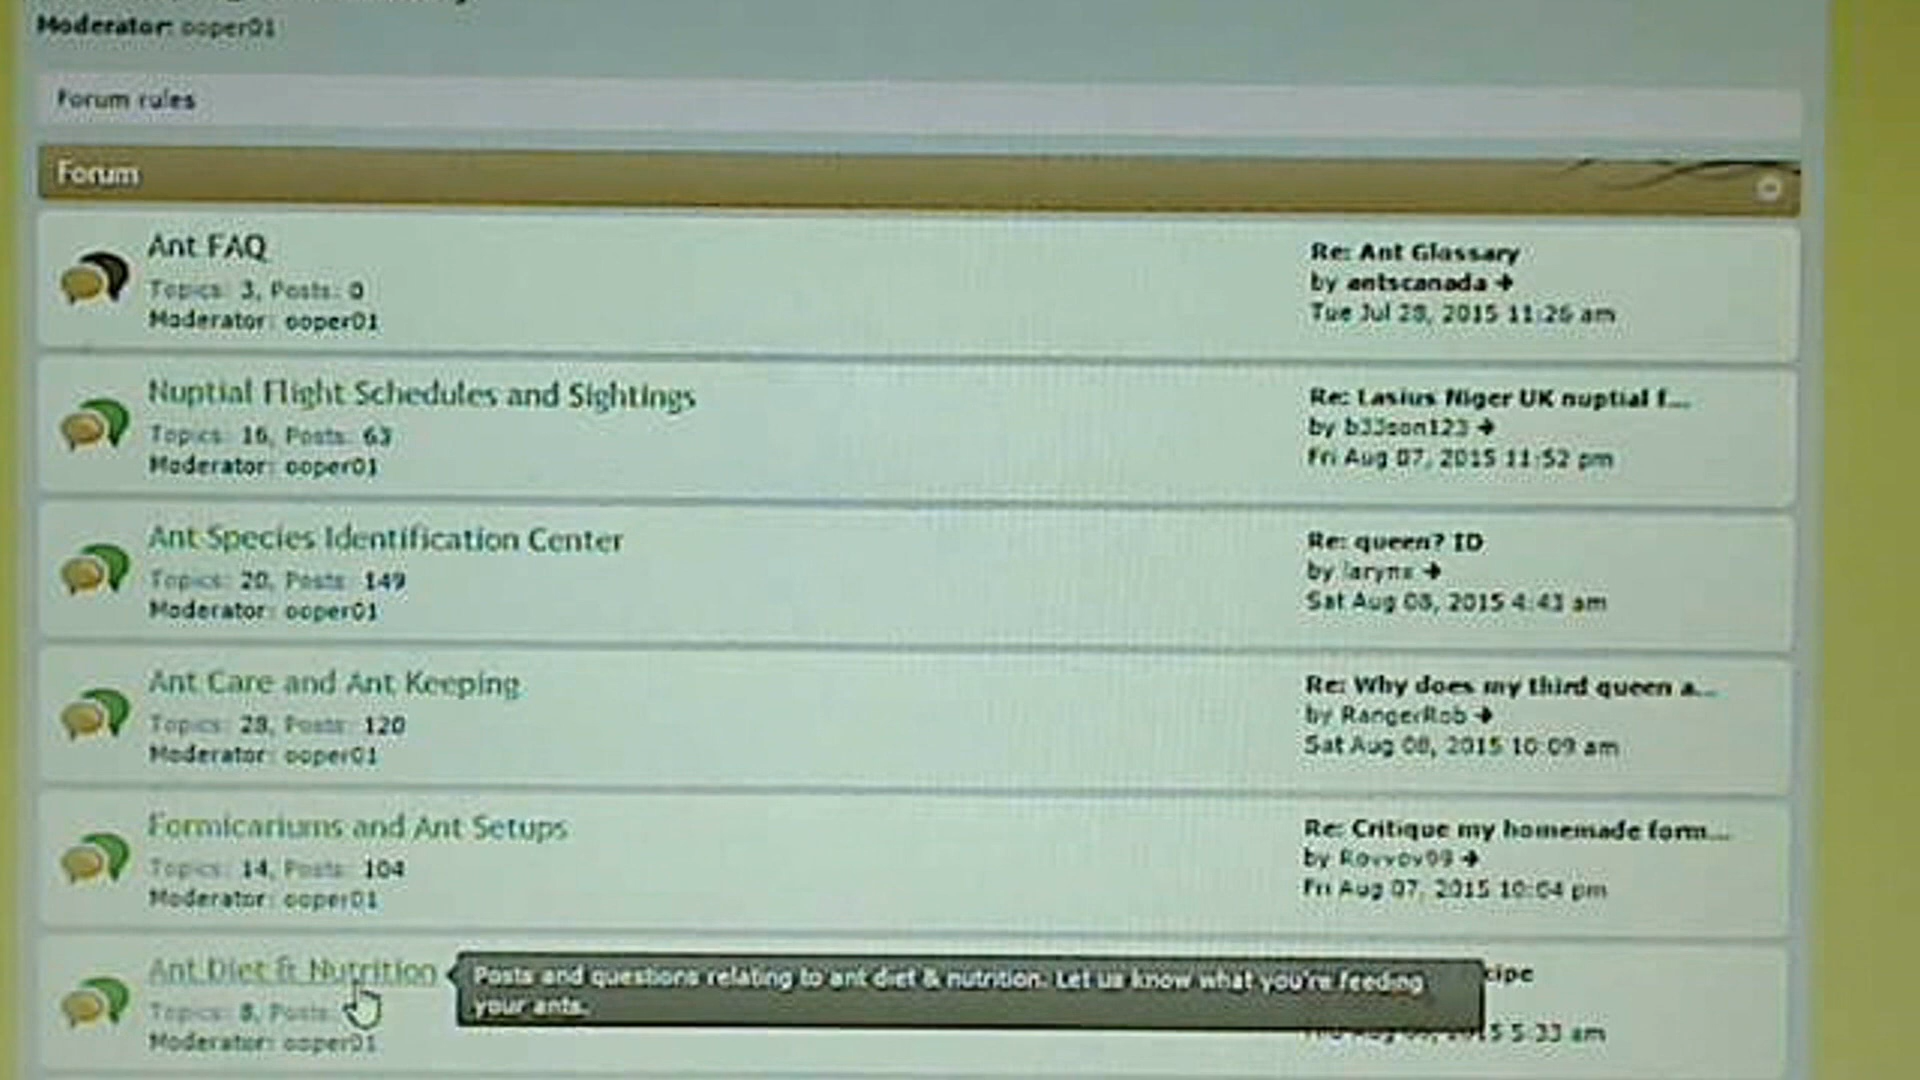 Moderator: ooper01
Forum rules
Forum
Ant FAQ
Topics: 3, Posts: 0
Moderator: ooper01
Re: Ant Glossary
by antscanada
Tue Jul 28, 2015 11:26 am
Nuptial Flight Schedules and Sightings
Topics: 16, Posts: 63
Moderator: ooper01
Re: Lasius Niger UK nuptial f...
by b33son123
Fri Aug 07, 2015 11:52 pm
Ant Species Identification Center
Topics: 20, Posts: 149
Moderator: ooper01
Re: queen? ID
by larynx
Sat Aug 08, 2015 4:43 am
Ant Care and Ant Keeping
Topics: 28, Posts: 120
Moderator: ooper01
Re: Why does my third queen a...
by RangerRob
Sat Aug 08, 2015 10:09 am
Formicariums and Ant Setups
Topics: 14, Posts: 104
Moderator: ooper01
Re: Critique my homemade form...
by
Fri Aug 07, 2015 10:04 pm
Ant Diet & Nutrition
Topics: 8, Posts:
Moderator: ooper01
Posts and questions relating to ant diet & nutrition. Let us know what you're feeding
your ants.
5:33 am